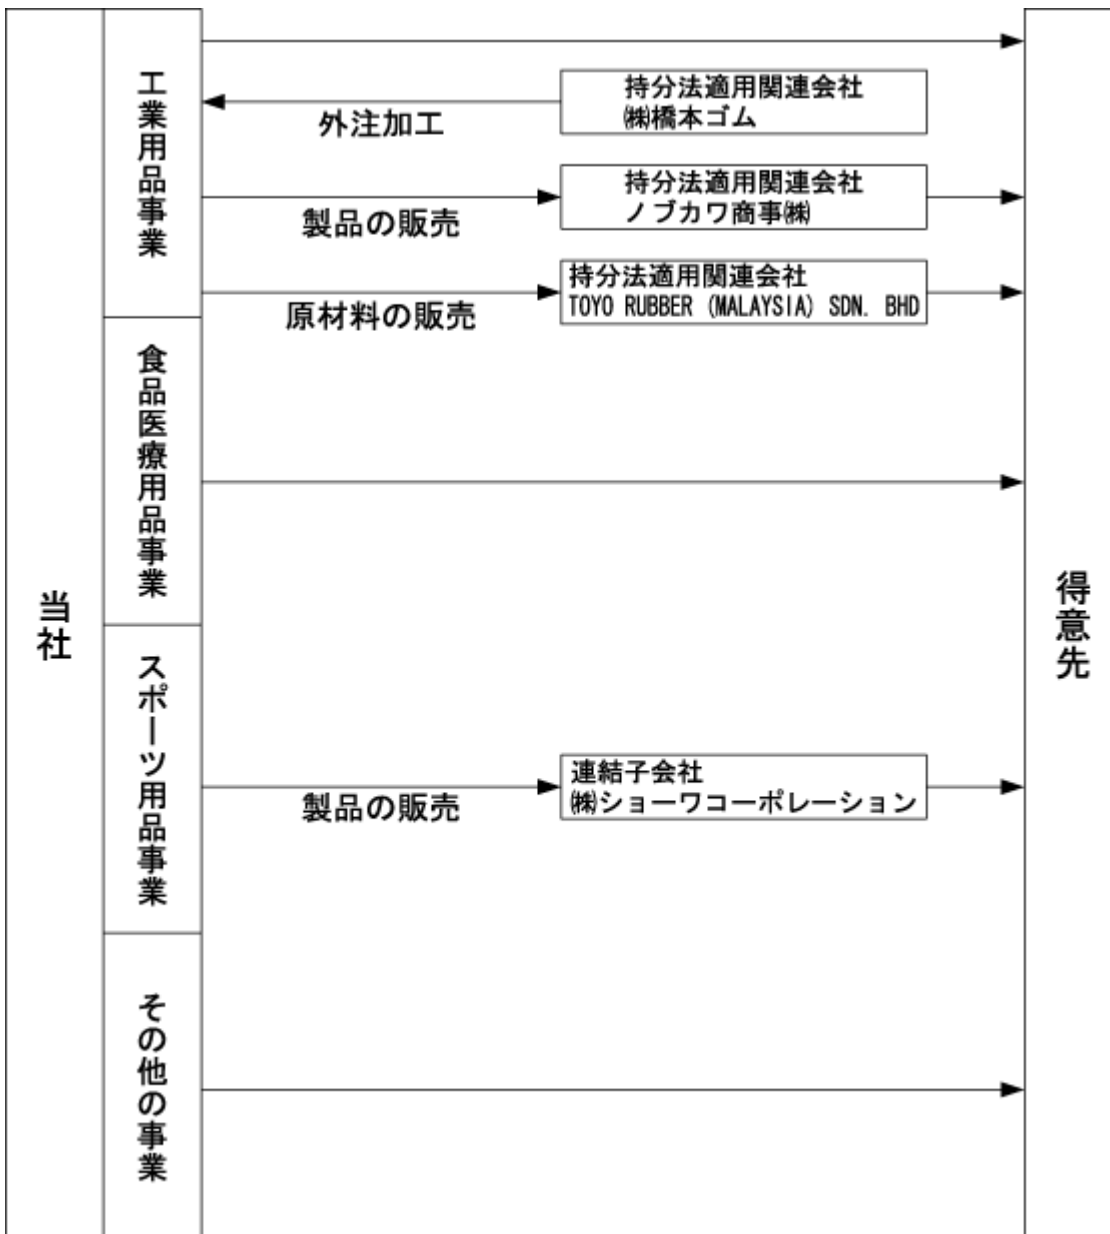 当社
工業用品事業
外注加工
持分法適用関連会社
㈱橋本ゴム
製品の販売
持分法適用関連会社
ノブカワ商事㈱
原材料の販売
持分法適用関連会社
TOYO RUBBER (MALAYSIA) SDN. BHD
食品医療用品事業
スポーツ用品事業
製品の販売
連結子会社
㈱ショーワコーポレーション
その他の事業
得意先